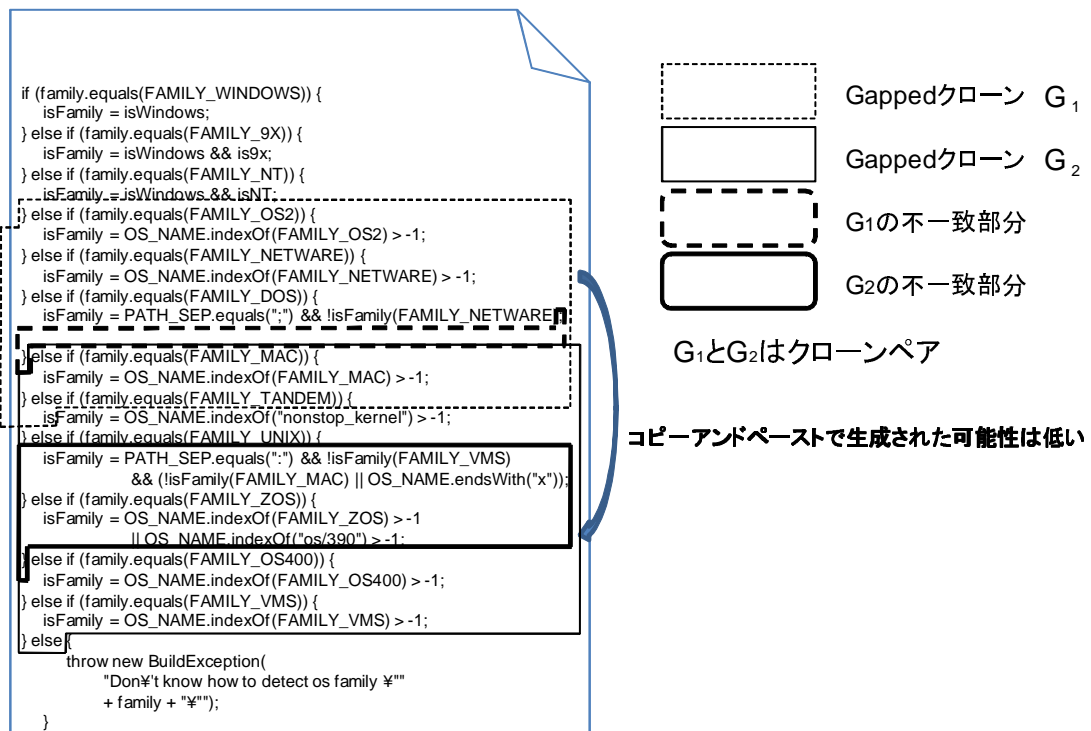 if (family.equals(FAMILY_WINDOWS)) {
isFamily = isWindows;
} else if (family.equals(FAMILY_9X)) {
isFamily = isWindows && is9x;
} else if (family.equals(FAMILY_NT)) {
isFamily = isWindows && isNT;
} else if (family.equals(FAMILY_OS2)) {
isFamily = OS_NAME.indexOf(FAMILY_OS2) > -1;
} else if (family.equals(FAMILY_NETWARE)) {
isFamily = OS_NAME.indexOf(FAMILY_NETWARE) > -1;
} else if (family.equals(FAMILY_DOS)) {
isFamily = PATH_SEP.equals(";") && !isFamily(FAMILY_NETWARE);
} else if (family.equals(FAMILY_MAC)) {
isFamily = OS_NAME.indexOf(FAMILY_MAC) > -1;
} else if (family.equals(FAMILY_TANDEM)) {
isFamily = OS_NAME.indexOf("nonstop_kernel") > -1;
} else if (family.equals(FAMILY_UNIX)) {
isFamily = PATH_SEP.equals(":") && !isFamily(FAMILY_VMS)
&& (!isFamily(FAMILY_MAC) || OS_NAME.endsWith("x"));
} else if (family.equals(FAMILY_ZOS)) {
isFamily = OS_NAME.indexOf(FAMILY_ZOS) > -1
|| OS_NAME.indexOf("os/390") > -1;
} else if (family.equals(FAMILY_OS400)) {
isFamily = OS_NAME.indexOf(FAMILY_OS400) > -1;
} else if (family.equals(FAMILY_VMS)) {
isFamily = OS_NAME.indexOf(FAMILY_VMS) > -1;
} else {
throw new BuildException(
"Don¥'t know how to detect os family ¥""
+ family + "¥"");
}
Gappedクローン G1
Gappedクローン G2
G1の不一致部分
G2の不一致部分
G1とG2はクローンペア
コピーアンドペーストで生成された可能性は低い